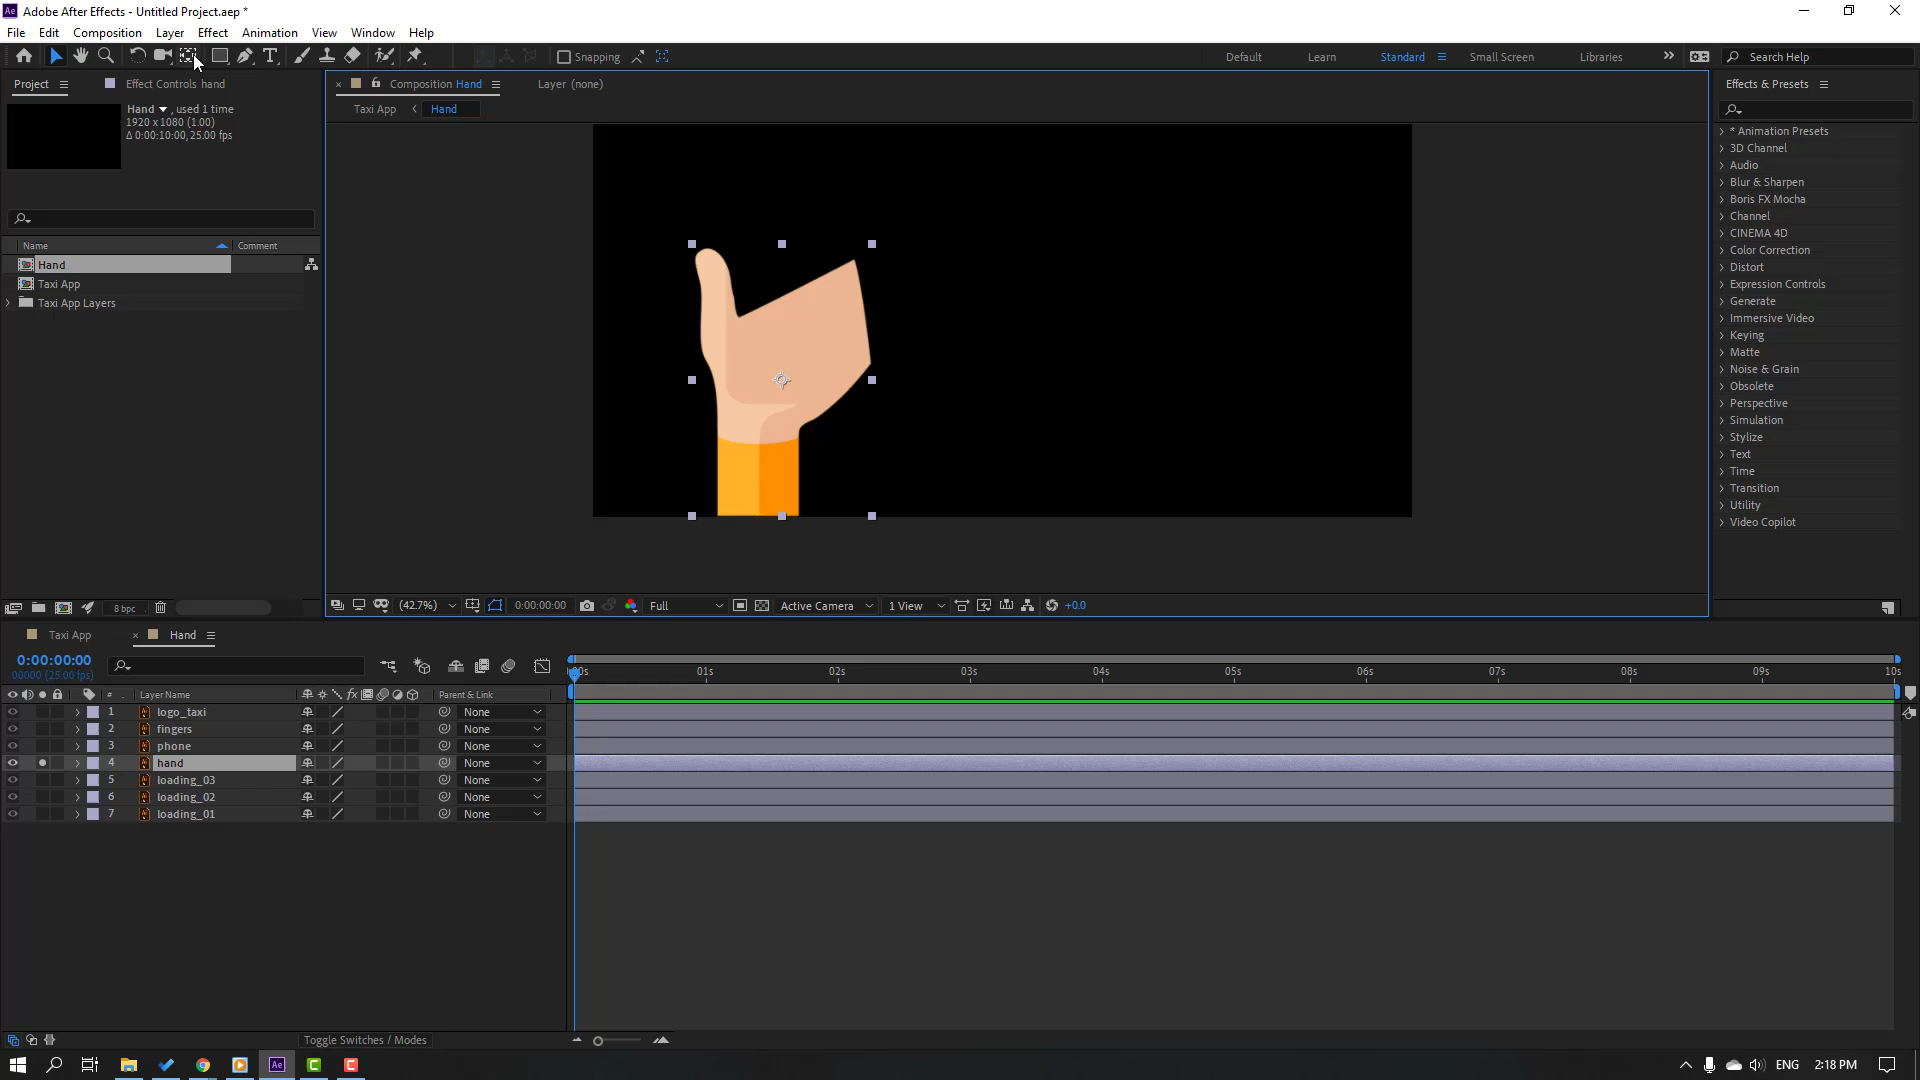 Adobe After Effects - Untitled Project.aep *
File Edit Composition Layer Effect Animation View Window Help
Snapping Default Learn Standard Small Screen Libraries Search Help
Project Effect Controls hand
Hand , used 1 time
1920 x 1080 (1.00)
Δ 0:00:10:00, 25.00 fps
Name Comment
Hand
Taxi App
Taxi App Layers
8 bpc
Composition Hand Layer (none)
Taxi App Hand
(42.7%) 0:00:00:00 Full Active Camera 1 View +0.0
Effects & Presets
* Animation Presets
3D Channel
Audio
Blur & Sharpen
Boris FX Mocha
Channel
CINEMA 4D
Color Correction
Distort
Expression Controls
Generate
Immersive Video
Keying
Matte
Noise & Grain
Obsolete
Perspective
Simulation
Stylize
Text
Time
Transition
Utility
Video Copilot
Taxi App Hand
0:00:00:00
00000 (25.00 fps)
# Layer Name Parent & Link
1 logo_taxi None
2 fingers None
3 phone None
4 hand None
5 loading_03 None
6 loading_02 None
7 loading_01 None
01s 02s 03s 04s 05s 06s 07s 08s 09s 10s
Toggle Switches / Modes
Ae ENG 2:18 PM